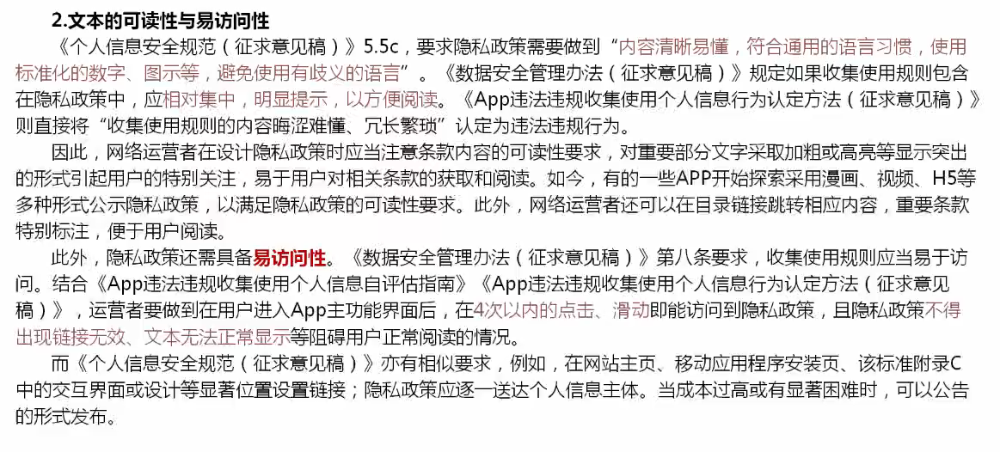 2.文本的可读性与易访问性
《个人信息安全规范（征求意见稿）》5.5c，要求隐私政策需要做到“内容清晰易懂，符合通用的语言习惯，使用
标准化的数字、图示等，避免使用有歧义的语言”。《数据安全管理办法（征求意见稿）》规定如果收集使用规则包含
在隐私政策中，应相对集中，明显提示，以方便阅读。《App违法违规收集使用个人信息行为认定方法（征求意见稿）》
则直接将“收集使用规则的内容晦涩难懂、冗长繁琐”认定为违法违规行为。
因此，网络运营者在设计隐私政策时应当注意条款内容的可读性要求，对重要部分文字采取加粗或高亮等显示突出
的形式引起用户的特别关注，易于用户对相关条款的获取和阅读。如今，有的一些APP开始探索采用漫画、视频、H5等
多种形式公示隐私政策，以满足隐私政策的可读性要求。此外，网络运营者还可以在目录链接跳转相应内容，重要条款
特别标注，便于用户阅读。
此外，隐私政策还需具备易访问性。《数据安全管理办法（征求意见稿）》第八条要求，收集使用规则应当易于访
问。结合《App违法违规收集使用个人信息自评估指南》《App违法违规收集使用个人信息行为认定方法（征求意见
稿）》，运营者要做到在用户进入App主功能界面后，在4次以内的点击、滑动即能访问到隐私政策，且隐私政策不得
出现链接无效、文本无法正常显示等阻碍用户正常阅读的情况。
而《个人信息安全规范（征求意见稿）》亦有相似要求，例如，在网站主页、移动应用程序安装页、该标准附录C
中的交互界面或设计等显著位置设置链接；隐私政策应逐一送达个人信息主体。当成本过高或有显著困难时，可以公告
的形式发布。